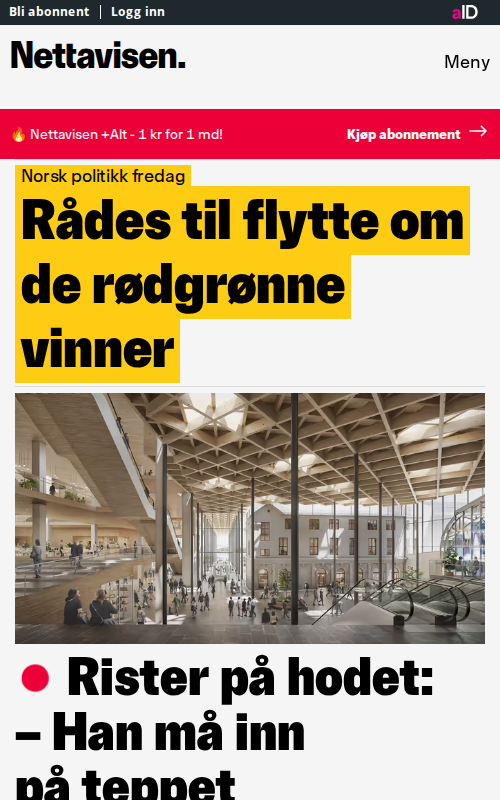 Bli abonnent | Logg inn
aID
Nettavisen.
Meny
🔥 Nettavisen +Alt - 1 kr for 1 md!
Kjøp abonnement →
Norsk politikk fredag
Rådes til flytte om
de rødgrønne
vinner
Rister på hodet:
– Han må inn
på teppet